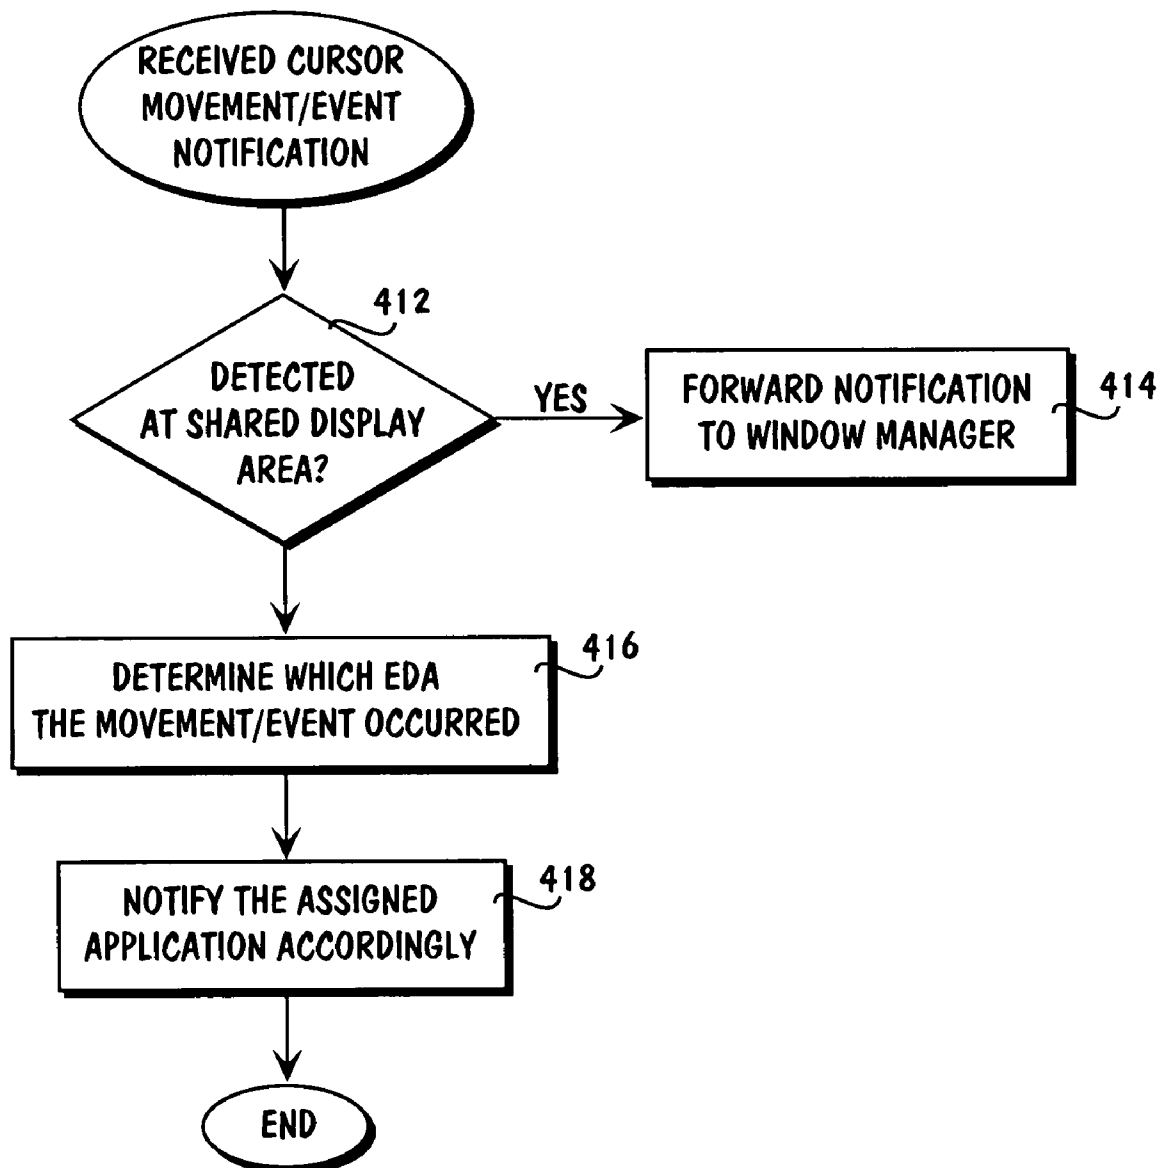 RECEIVED CURSOR
MOVEMENT/EVENT
NOTIFICATION
412
DETECTED
AT SHARED DISPLAY
AREA?
YES
FORWARD NOTIFICATION
TO WINDOW MANAGER
414
416
DETERMINE WHICH EDA
THE MOVEMENT/EVENT OCCURRED
418
NOTIFY THE ASSIGNED
APPLICATION ACCORDINGLY
END